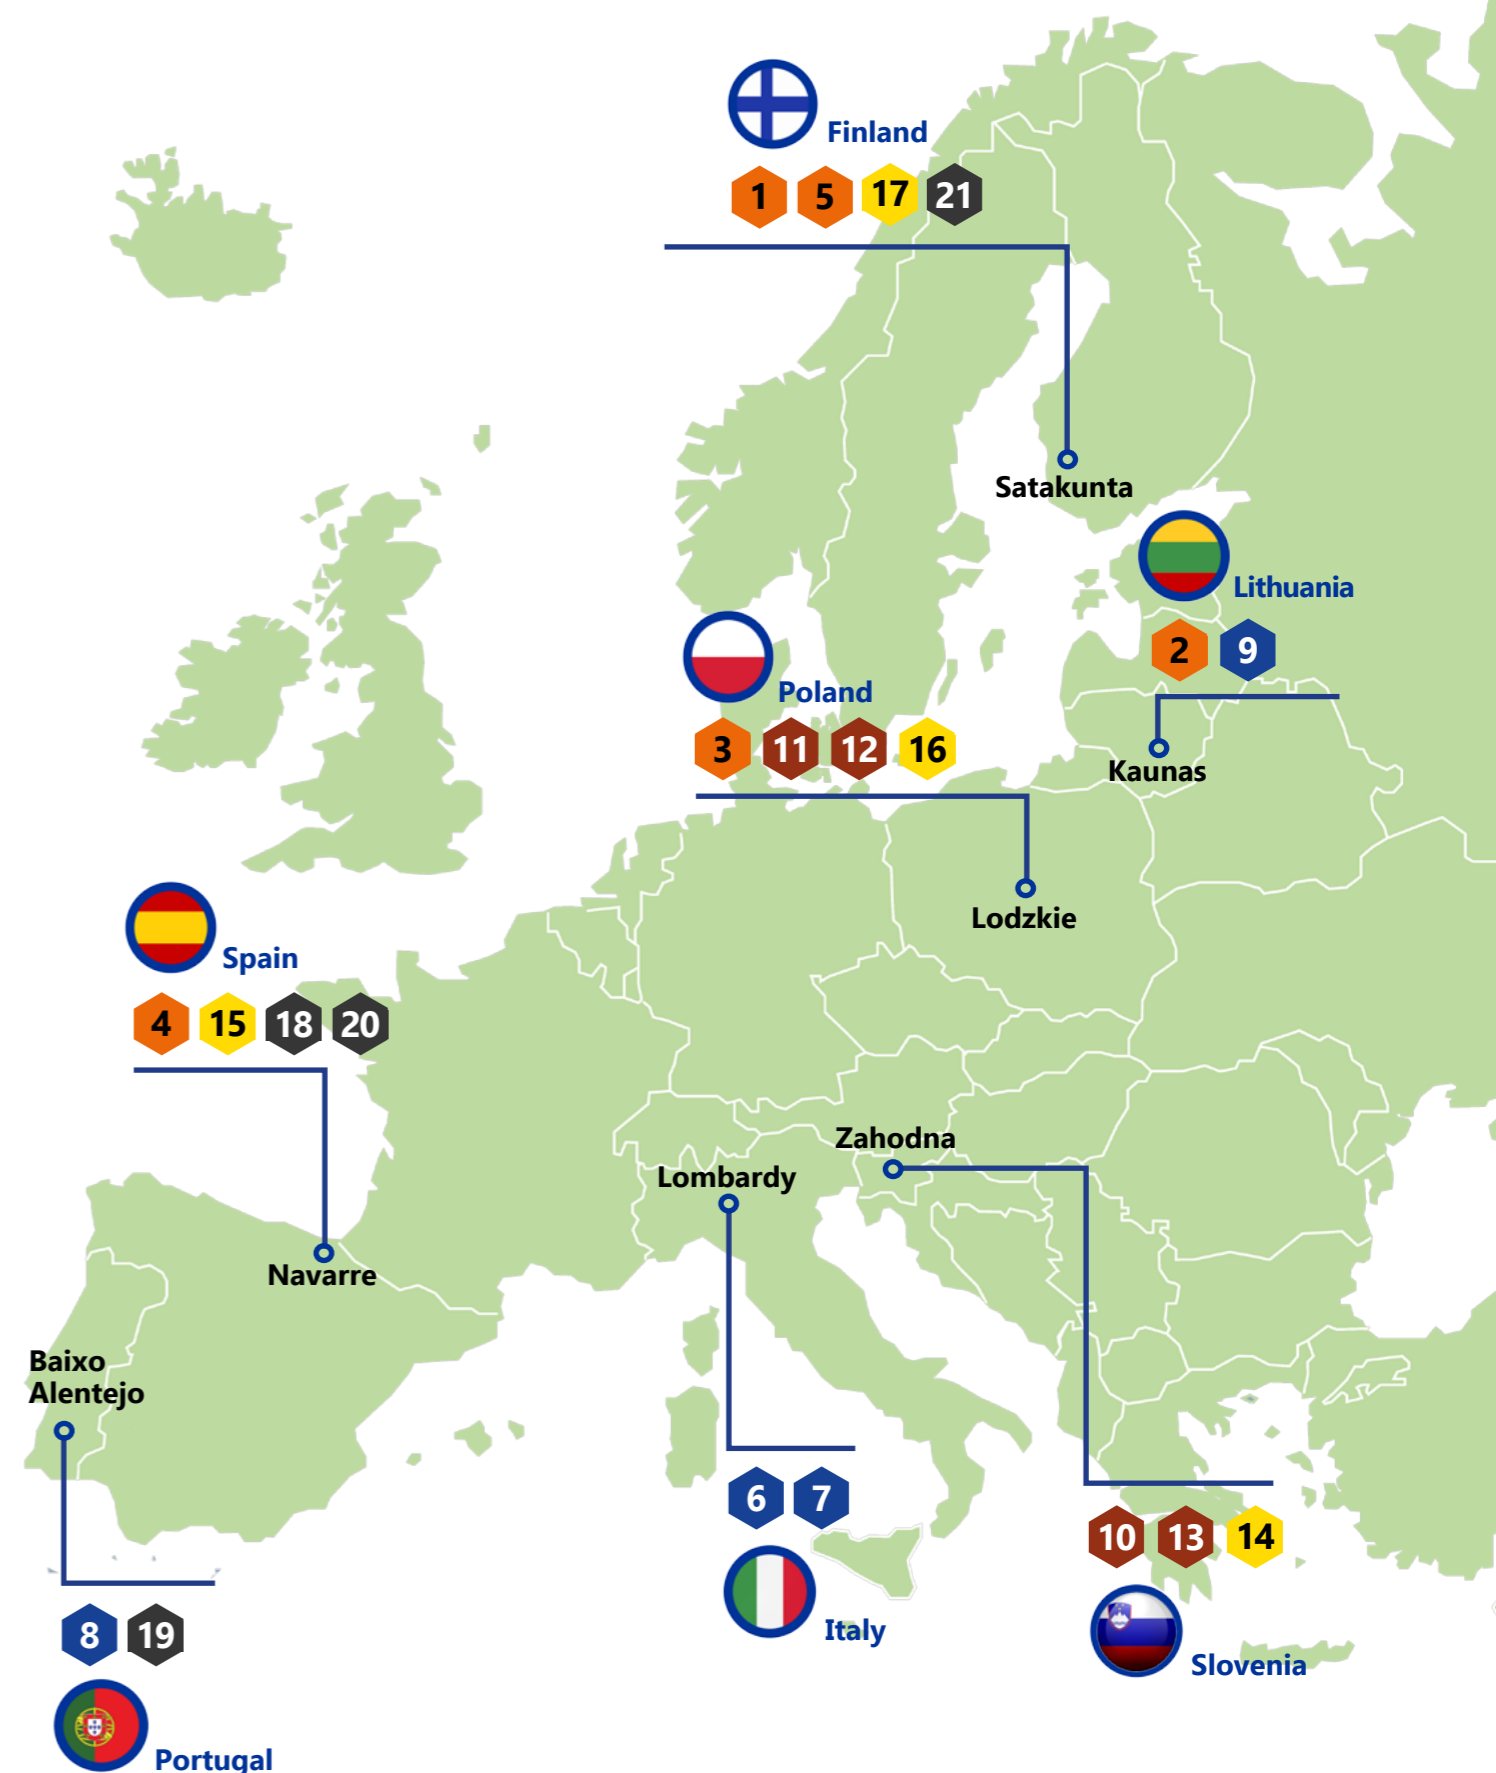 Finland
1 5 17 21
Satakunta
Lithuania
2 9
Kaunas
Poland
3 11 12 16
Lodzkie
Spain
4 15 18 20
Navarre
Zahodna
Lombardy
Baixo
Alentejo
6 7
Italy
10 13 14
Slovenia
8 19
Portugal